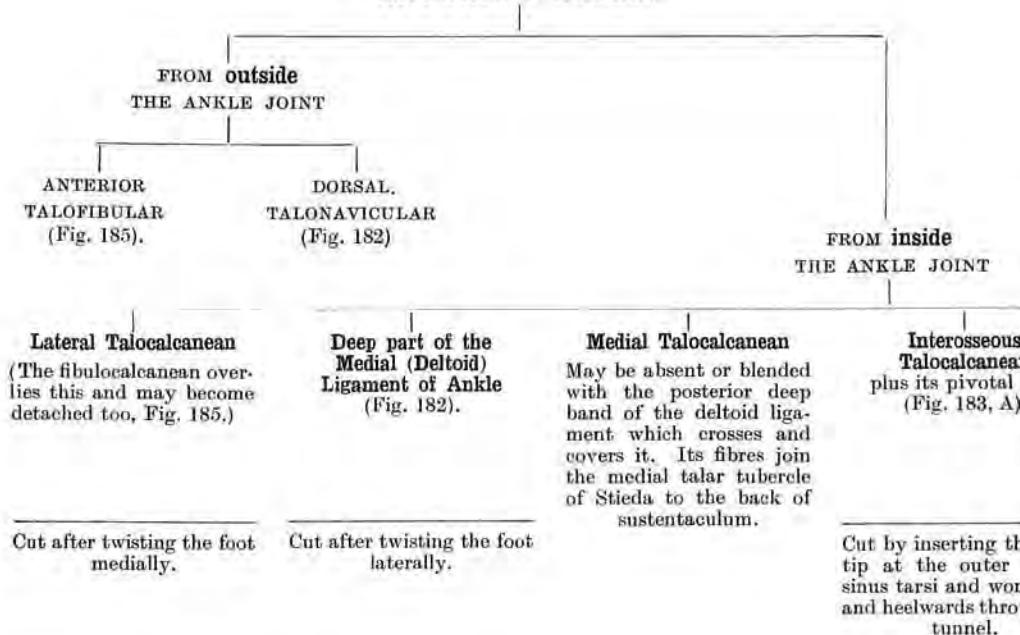 FROM outside
THE ANKLE JOINT
ANTERIOR
TALOFIBULAR
(Fig. 185).
DORSAL.
TALONAVICULAR
(Fig. 182)
FROM inside
THE ANKLE JOINT
Lateral Talocalcanean
(The fibulocalcanean over-
lies this and may become
detached too, Fig. 185.)
Cut after twisting the foot
medially.
Deep part of the
Medial (Deltoid)
Ligament of Ankle
(Fig. 182).
Cut after twisting the foot
laterally.
Medial Talocalcanean
May be absent or blended
with the posterior deep
band of the deltoid liga-
ment which crosses and
covers it. Its fibres join
the medial talar tubercle
of Stieda to the back of
sustentaculum.
Interosseous
plus its pivotal
(Fig. 183, A)
Cut by inserting
tip at the outer
sinus tarsi and
and heelwards
tunnel.